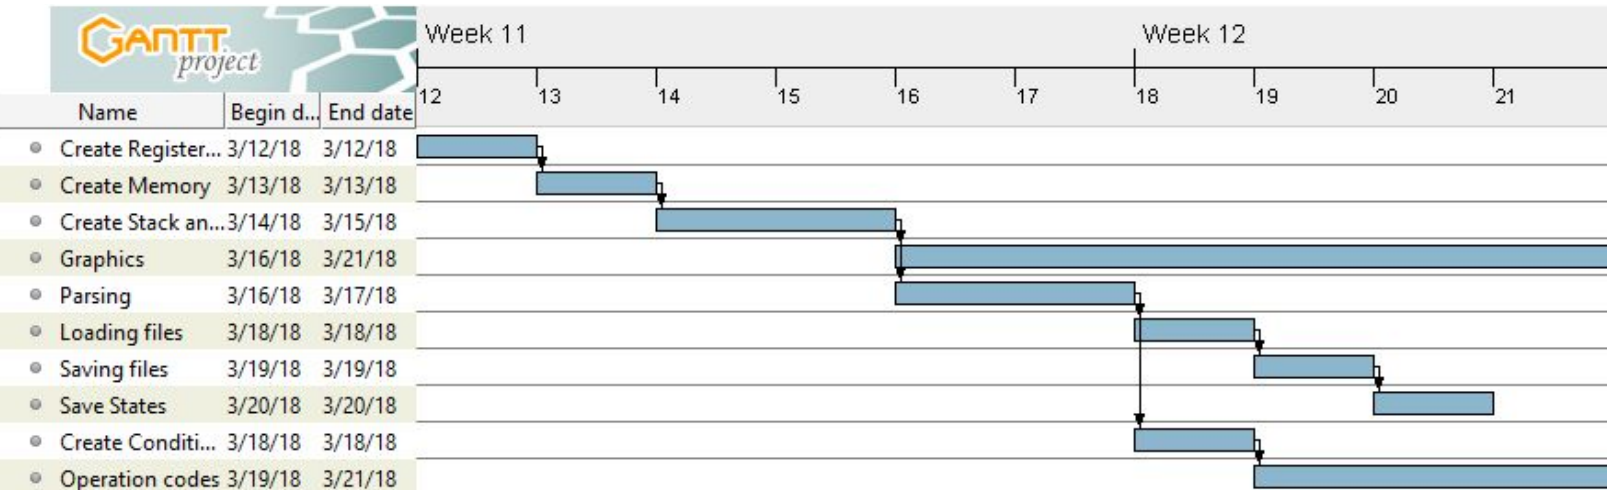 GANTT
project
Week 11 Week 12
12 13 14 15 16 17 18 19 20 21
Name Begin d... End date
Create Register... 3/12/18 3/12/18
Create Memory 3/13/18 3/13/18
Create Stack an... 3/14/18 3/15/18
Graphics 3/16/18 3/21/18
Parsing 3/16/18 3/17/18
Loading files 3/18/18 3/18/18
Saving files 3/19/18 3/19/18
Save States 3/20/18 3/20/18
Create Conditi... 3/18/18 3/18/18
Operation codes 3/19/18 3/21/18